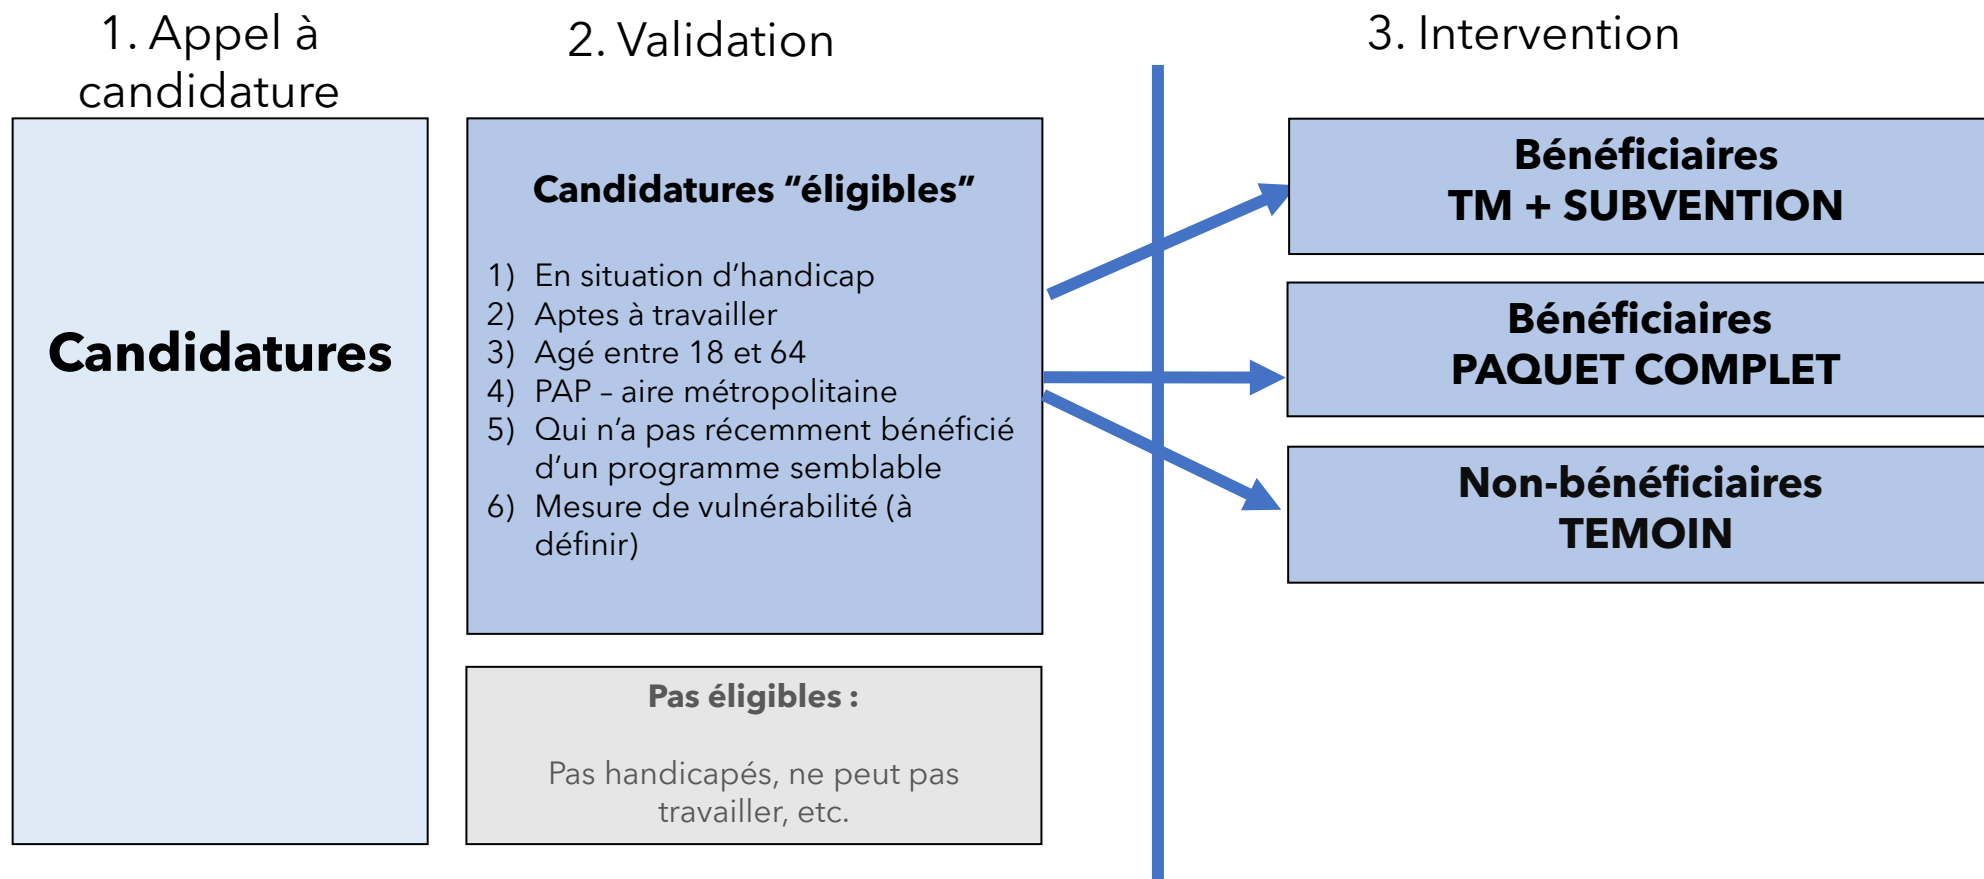 1. Appel à
candidature
Candidatures
2. Validation
Candidatures “éligibles”
1) En situation d’handicap
2) Aptes à travailler
3) Agé entre 18 et 64
4) PAP – aire métropolitaine
5) Qui n’a pas récemment bénéficié
d’un programme semblable
6) Mesure de vulnérabilité (à
définir)
Pas éligibles :
Pas handicapés, ne peut pas
travailler, etc.
3. Intervention
Bénéficiaires
TM + SUBVENTION
Bénéficiaires
PAQUET COMPLET
Non-bénéficiaires
TEMOIN